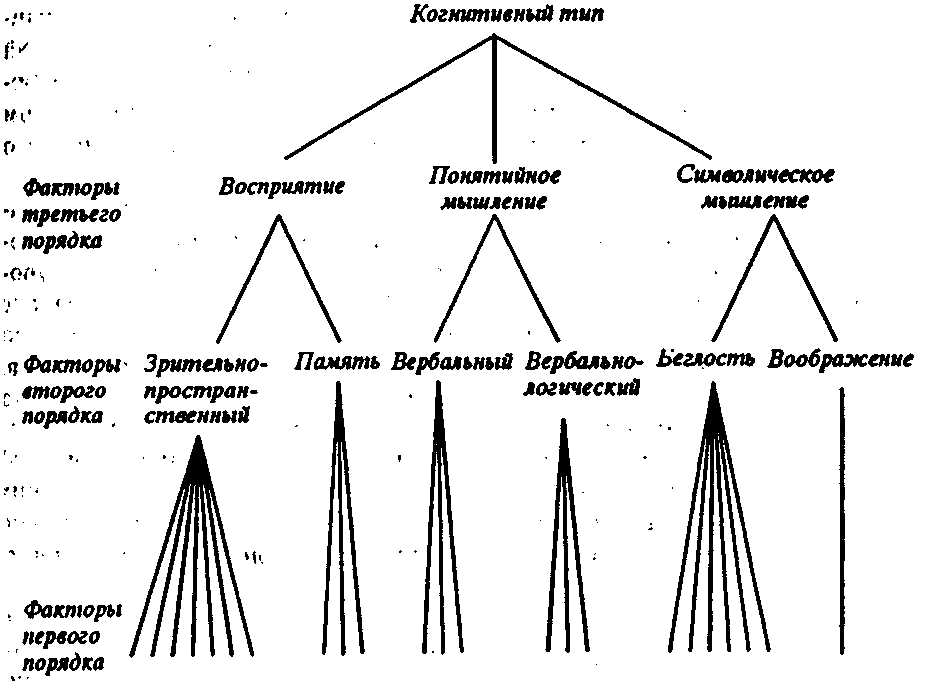 Когнитивный тип
Факторы
третьего
порядка
Восприятие
Понятийное
мышление
Символическое
мышление
Факторы
второго
порядка
Зрительно-
простран-
ственный
Память
Вербальный
Вербально-
логический
Беглость
Воображение
Факторы
первого
порядка